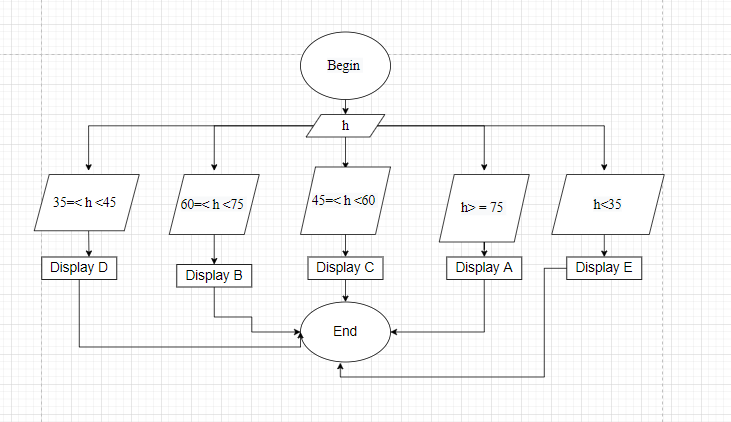 Begin
h
35=< h <45
60=< h <75
45=< h <60
h> = 75
h<35
Display D
Display B
Display C
Display A
Display E
End